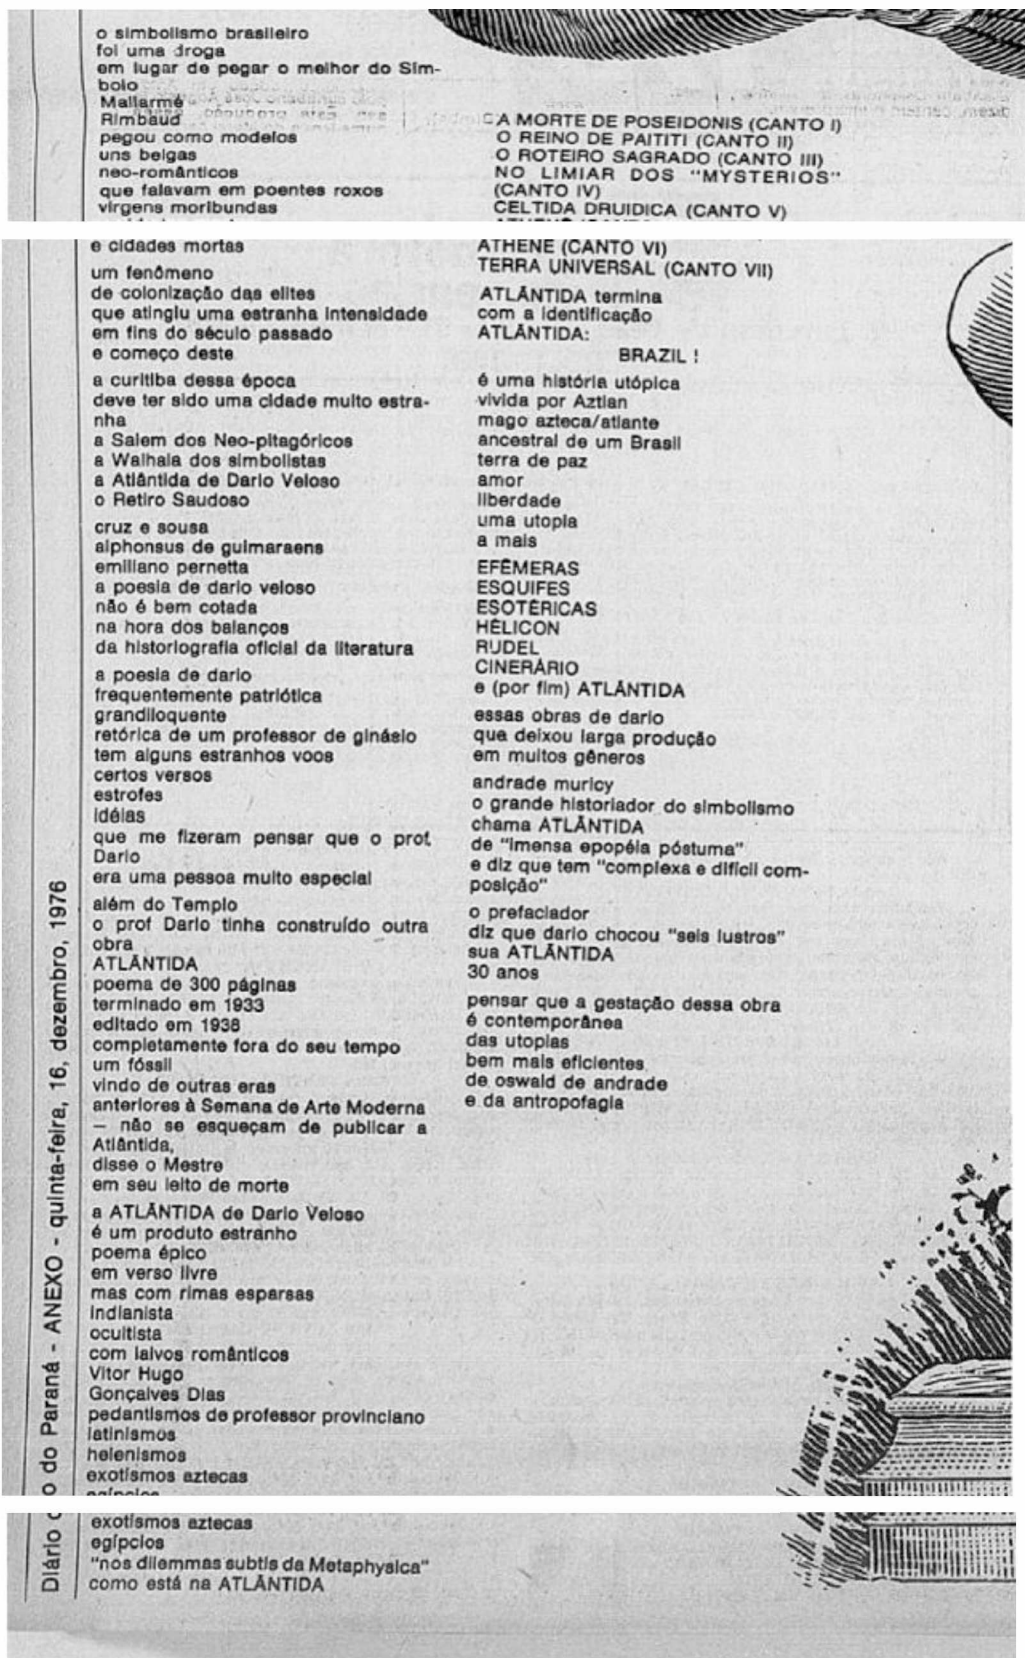 o simbolismo brasileiro
foi uma droga
em lugar de pegar o melhor do Sím-
bolo
Mallarmé
Rimbaud
pegou como modelos
uns belgas
neo-românticos
que falavam em poentes roxos
virgens moribundas
e cidades mortas
um fenômeno
de colonização das elites
que atingiu uma estranha intensidade
em fins do século passado
e começo deste
a curitiba dessa época
deve ter sido uma cidade muito estra-
nha
a Salem dos Neo-pitagóricos
a Walhala dos simbolistas
a Atlântida de Dario Veloso
o Retiro Saudoso
cruz e sousa
alphonsus de guimaraens
emiliano pernetta
a poesia de dario veloso
não é bem cotada
na hora dos balanços
da historiografia oficial da literatura
a poesia de dario
frequentemente patriótica
grandiloquente
retórica de um professor de ginásio
tem alguns estranhos voos
certos versos
estrofes
idéias
que me fizeram pensar que o prof.
Dario
era uma pessoa muito especial
além do Templo
o prof Dario tinha construído outra
obra
ATLÂNTIDA
poema de 300 páginas
terminado em 1933
editado em 1938
completamente fora do seu tempo
um fóssil
vindo de outras eras
anteriores à Semana de Arte Moderna
— não se esqueçam de publicar a
Atlântida,
disse o Mestre
em seu leito de morte
a ATLÂNTIDA de Dario Veloso
é um produto estranho
poema épico
em verso livre
mas com rimas esparsas
indianista
ocultista
com laivos românticos
Vitor Hugo
Gonçalves Dias
pedantismos de professor provinciano
latinismos
helenismos
exotismos aztecas
egípcios
exotismos aztecas
egípcios
"nos dilemmas subtis da Metaphysica"
como está na ATLÂNTIDA
A MORTE DE POSEIDONIS (CANTO I)
O REINO DE PAITITI (CANTO II)
O ROTEIRO SAGRADO (CANTO III)
NO LIMIAR DOS "MYSTERIOS"
(CANTO IV)
CELTIDA DRUIDICA (CANTO V)
ATHENE (CANTO VI)
TERRA UNIVERSAL (CANTO VII)
ATLÂNTIDA termina
com a identificação
ATLÂNTIDA:
BRAZIL !
é uma história utópica
vivida por Aztlan
mago azteca/atlante
ancestral de um Brasil
terra de paz
amor
liberdade
uma utopia
a mais
EFÊMERAS
ESQUIFES
ESOTÉRICAS
HÉLICON
RUDEL
CINERÁRIO
e (por fim) ATLÂNTIDA
essas obras de dario
que deixou larga produção
em muitos gêneros
andrade muricy
o grande historiador do simbolismo
chama ATLÂNTIDA
de "imensa epopéia póstuma"
e diz que tem "complexa e difícil com-
posição"
o prefaciador
diz que dario chocou "seis lustros"
sua ATLÂNTIDA
30 anos
pensar que a gestação dessa obra
é contemporânea
das utopias
bem mais eficientes
de oswald de andrade
e da antropofagia
Diário do Paraná - ANEXO - quinta-feira, 16, dezembro, 1976